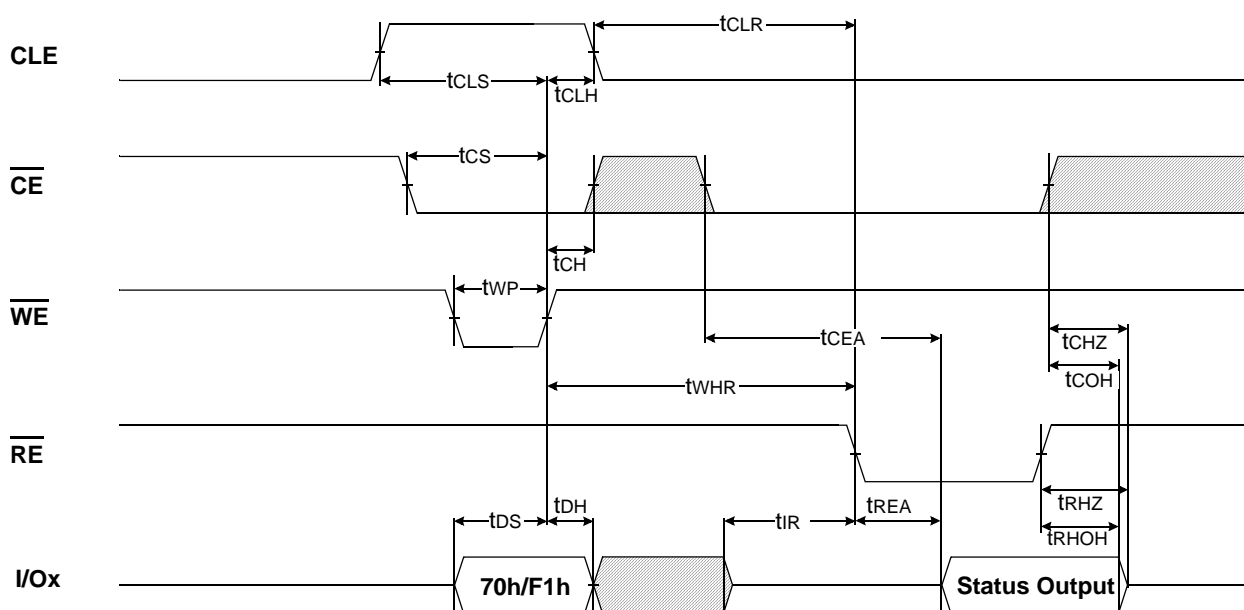 CLE
tCLR
tCLS
tCLH
CE
tCS
tCH
WE
tWP
tCEA
tCHZ
tCOH
tWHR
RE
tDS
tDH
tIR
tREA
tRHZ
tRHOH
I/Ox
70h/F1h
Status Output